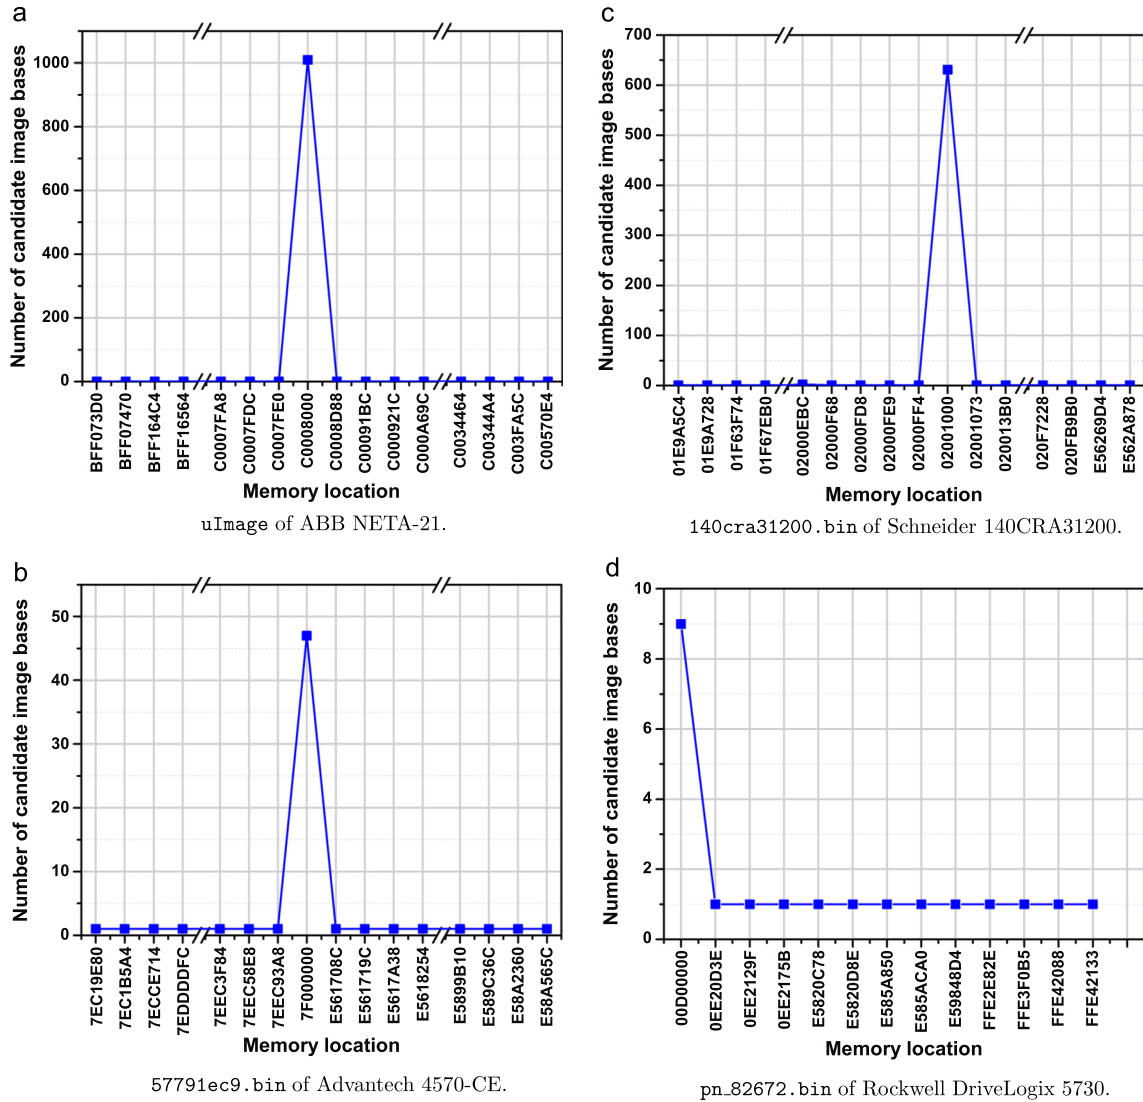 a
Number of candidate image bases
1000
800
600
400
200
0
BFF073D0
BFF07470
BFF164C4
BFF16564
C0007FA8
C0007FDC
C0007FE0
C0008000
C0008D88
C00091BC
C000921C
C000A69C
C0034464
C00344A4
C003FA5C
C00570E4
Memory location
uImage of ABB NETA-21.
c
Number of candidate image bases
700
600
500
400
300
200
100
0
01E9A5C4
01E9A728
01F63F74
01F67EB0
02000EBC
02000F68
02000FD8
02000FE9
02000FF4
02001000
02001073
020013B0
020F7228
020FB9B0
E56269D4
E562A878
Memory location
140cra31200.bin of Schneider 140CRA31200.
b
Number of candidate image bases
50
40
30
20
10
0
7EC19E80
7EC1B5A4
7ECCE714
7EDDDDFC
7EEC3F84
7EEC58E8
7EEC93A8
7F000000
E561708C
E561719C
E5617A38
E5618254
E5899B10
E589C36C
E58A2360
E58A565C
Memory location
57791ec9.bin of Advantech 4570-CE.
d
Number of candidate image bases
10
8
6
4
2
0
00D00000
0EE20D3E
0EE2129F
0EE2175B
E5820C78
E5820D8E
E585A850
E585ACA0
E59848D4
FFE2E82E
FFE3F0B5
FFE42088
FFE42133
Memory location
pn_82672.bin of Rockwell DriveLogix 5730.